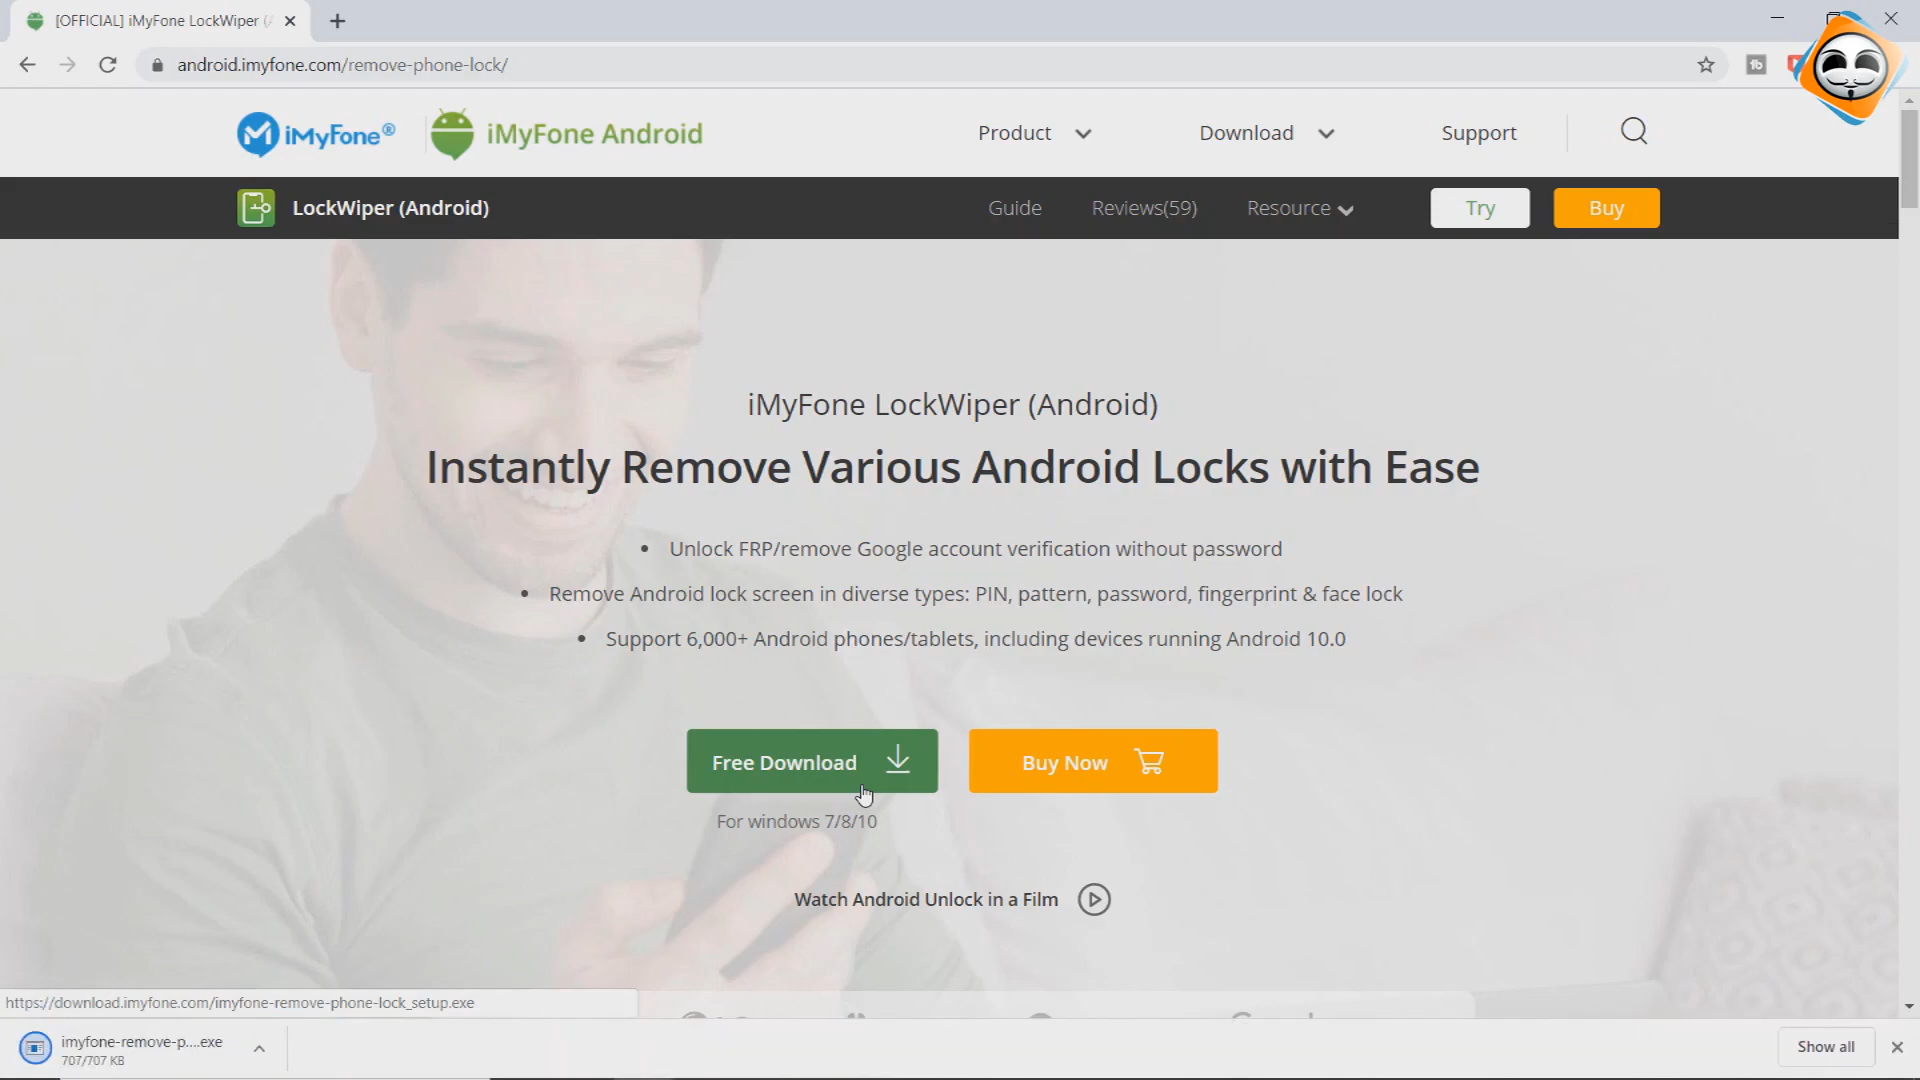 [OFFICIAL] iMyFone LockWiper (
android.imyfone.com/remove-phone-lock/
iMyFone® iMyFone Android Product Download Support
LockWiper (Android) Guide Reviews(59) Resource Try Buy
iMyFone LockWiper (Android)
Instantly Remove Various Android Locks with Ease
• Unlock FRP/remove Google account verification without password
• Remove Android lock screen in diverse types: PIN, pattern, password, fingerprint & face lock
• Support 6,000+ Android phones/tablets, including devices running Android 10.0
Free Download Buy Now
For windows 7/8/10
Watch Android Unlock in a Film
https://download.imyfone.com/imyfone-remove-phone-lock_setup.exe
imyfone-remove-p....exe
707/707 KB
Show all